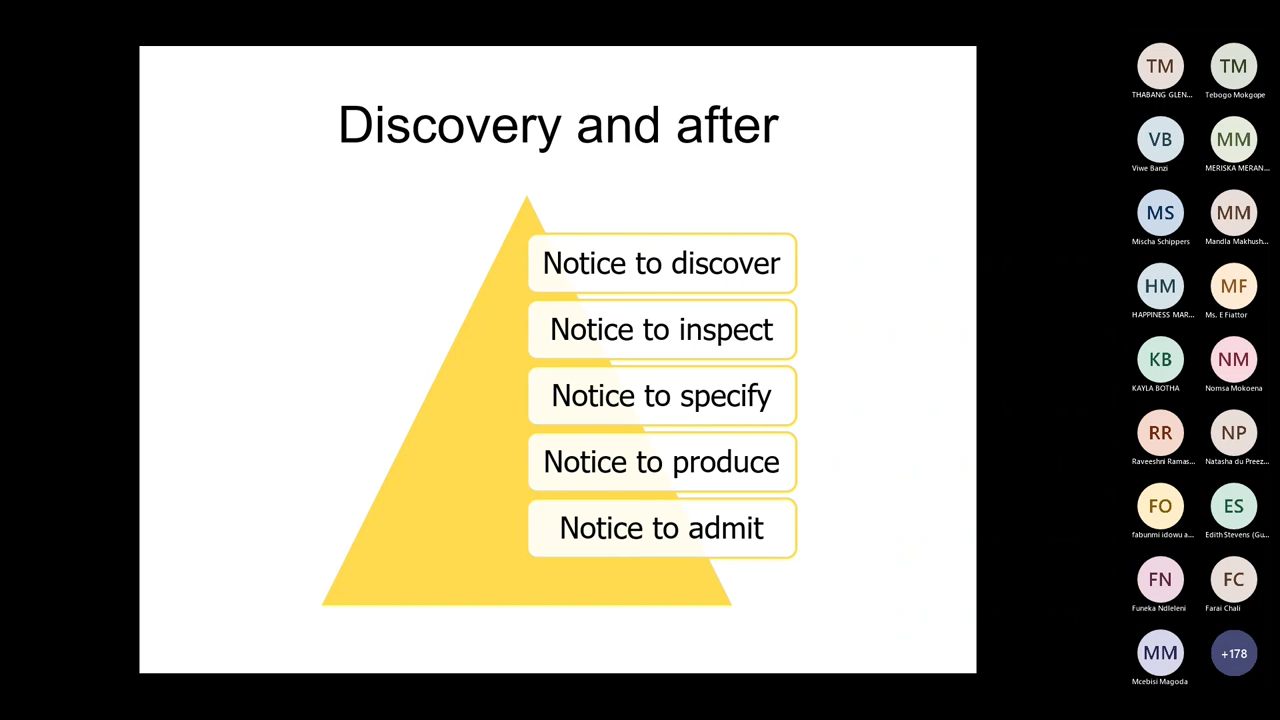 Discovery and after
Notice to discover
Notice to inspect
Notice to specify
Notice to produce
Notice to admit
TM TM
THABANG GLEN... Tebogo Mokgope
VB MM
Viwe Banzi MERISKA MERAN...
MS MM
Mischa Schippers Mandla Makhush...
HM MF
HAPPINESS MAR... Ms. E Fiattor
KB NM
KAYLA BOTHA Nomsa Mokoena
RR NP
Raveeshni Ramas... Natasha du Preez...
FO ES
fabunmi idowu a... Edith Stevens (Gu...
FN FC
Funeka Ndleleni Farai Chali
MM +178
Mcebisi Magoda